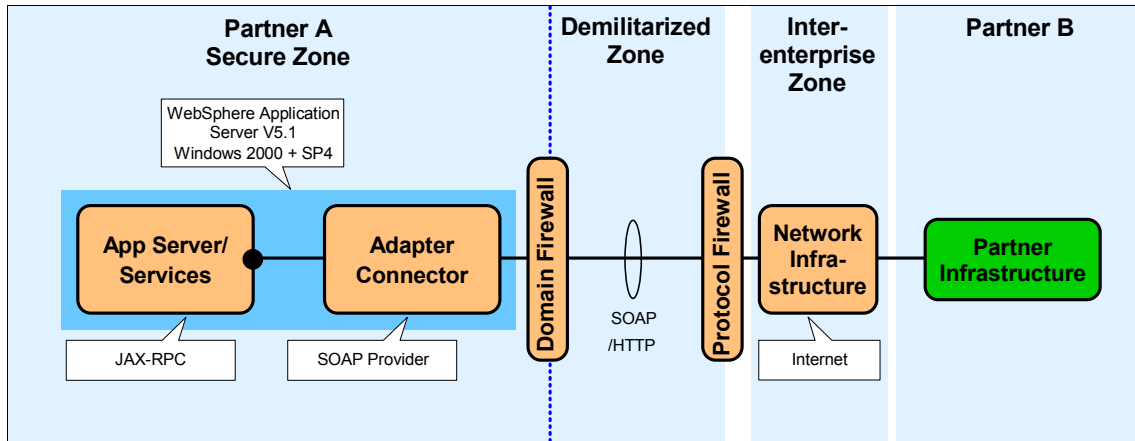 Partner A
Secure Zone
Demilitarized
Zone
Inter-
enterprise
Zone
Partner B
WebSphere Application
Server V5.1
Windows 2000 + SP4
App Server/
Services
Adapter
Connector
Domain Firewall
SOAP
/HTTP
Protocol Firewall
Network
Infra-
structure
Partner
Infrastructure
JAX-RPC
SOAP Provider
Internet